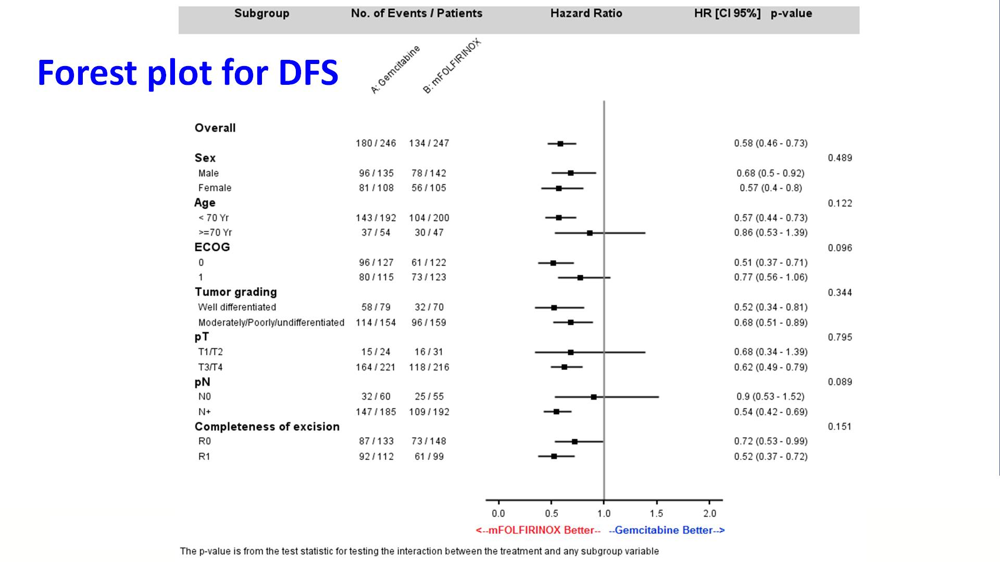 Subgroup No. of Events / Patients Hazard Ratio HR [CI 95%] p-value
A: Gemcitabine B: mFOLFIRINOX
Forest plot for DFS
Overall
180 / 246 134 / 247 0.58 (0.46 - 0.73)
Sex 0.489
Male 96 / 135 78 / 142 0.68 (0.5 - 0.92)
Female 81 / 108 56 / 105 0.57 (0.4 - 0.8)
Age 0.122
< 70 Yr 143 / 192 104 / 200 0.57 (0.44 - 0.73)
>=70 Yr 37 / 54 30 / 47 0.86 (0.53 - 1.39)
ECOG 0.096
0 96 / 127 61 / 122 0.51 (0.37 - 0.71)
1 80 / 115 73 / 123 0.77 (0.56 - 1.06)
Tumor grading 0.344
Well differentiated 58 / 79 32 / 70 0.52 (0.34 - 0.81)
Moderately/Poorly/undifferentiated 114 / 154 96 / 159 0.68 (0.51 - 0.89)
pT 0.795
T1/T2 15 / 24 16 / 31 0.68 (0.34 - 1.39)
T3/T4 164 / 221 118 / 216 0.62 (0.49 - 0.79)
pN 0.089
N0 32 / 60 25 / 55 0.9 (0.53 - 1.52)
N+ 147 / 185 109 / 192 0.54 (0.42 - 0.69)
Completeness of excision 0.151
R0 87 / 133 73 / 148 0.72 (0.53 - 0.99)
R1 92 / 112 61 / 99 0.52 (0.37 - 0.72)
0.0 0.5 1.0 1.5 2.0
<--mFOLFIRINOX Better-- --Gemcitabine Better-->
The p-value is from the test statistic for testing the interaction between the treatment and any subgroup variable